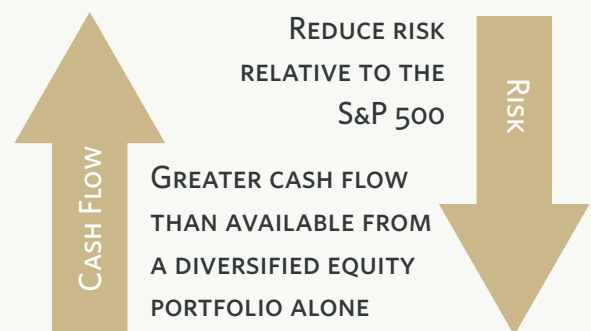 Reduce risk
relative to the
S&P 500
Risk
Cash Flow
Greater cash flow
than available from
a diversified equity
portfolio alone